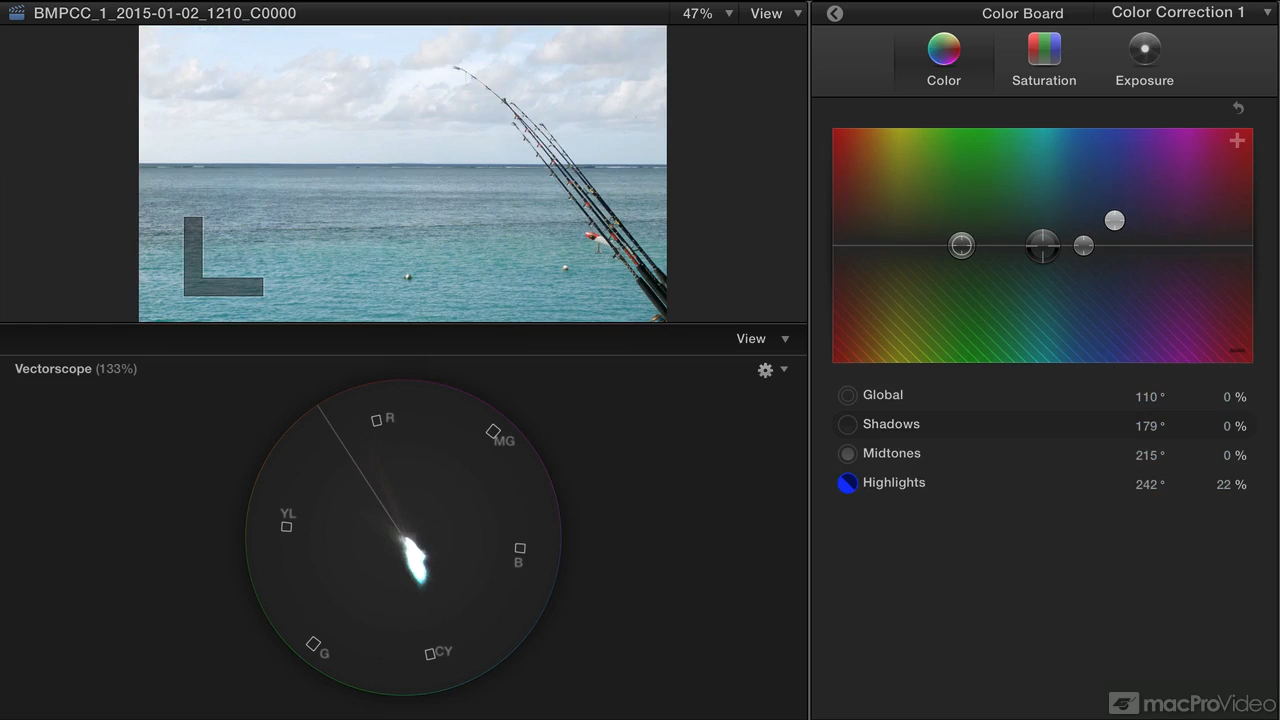 BMPCC_1_2015-01-02_1210_C0000
47%
View
Color Board
Color Correction 1
Color
Saturation
Exposure
View
Vectorscope (133%)
R
MG
YL
B
G
CY
Global 110 ° 0 %
Shadows 179 ° 0 %
Midtones 215 ° 0 %
Highlights 242 ° 22 %
macProVideo